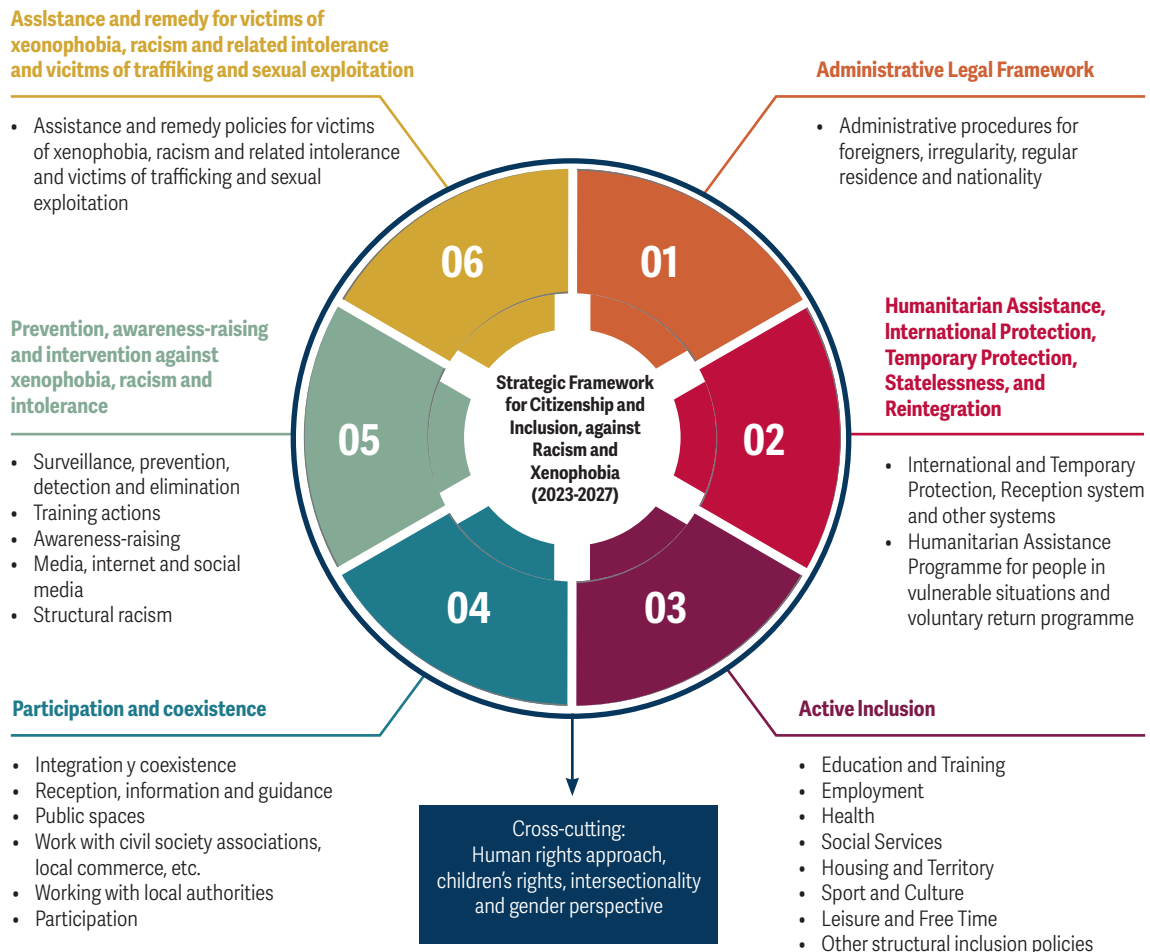 Assistance and remedy for victims of
xeonophobia, racism and related intolerance
and vicitms of traffiking and sexual exploitation
• Assistance and remedy policies for victims
of xenophobia, racism and related intolerance
and victims of trafficking and sexual
exploitation
Administrative Legal Framework
• Administrative procedures for
foreigners, irregularity, regular
residence and nationality
06
01
Prevention, awareness-raising
and intervention against
xenophobia, racism and
intolerance
• Surveillance, prevention,
detection and elimination
• Training actions
• Awareness-raising
• Media, internet and social
media
• Structural racism
05
Strategic Framework
for Citizenship and
Inclusion, against
Racism and
Xenophobia
(2023-2027)
02
Humanitarian Assistance,
International Protection,
Temporary Protection,
Statelessness, and
Reintegration
• International and Temporary
Protection, Reception system
and other systems
• Humanitarian Assistance
Programme for people in
vulnerable situations and
voluntary return programme
04
03
Participation and coexistence
• Integration y coexistence
• Reception, information and guidance
• Public spaces
• Work with civil society associations,
local commerce, etc.
• Working with local authorities
• Participation
Cross-cutting:
Human rights approach,
children's rights, intersectionality
and gender perspective
Active Inclusion
• Education and Training
• Employment
• Health
• Social Services
• Housing and Territory
• Sport and Culture
• Leisure and Free Time
• Other structural inclusion policies